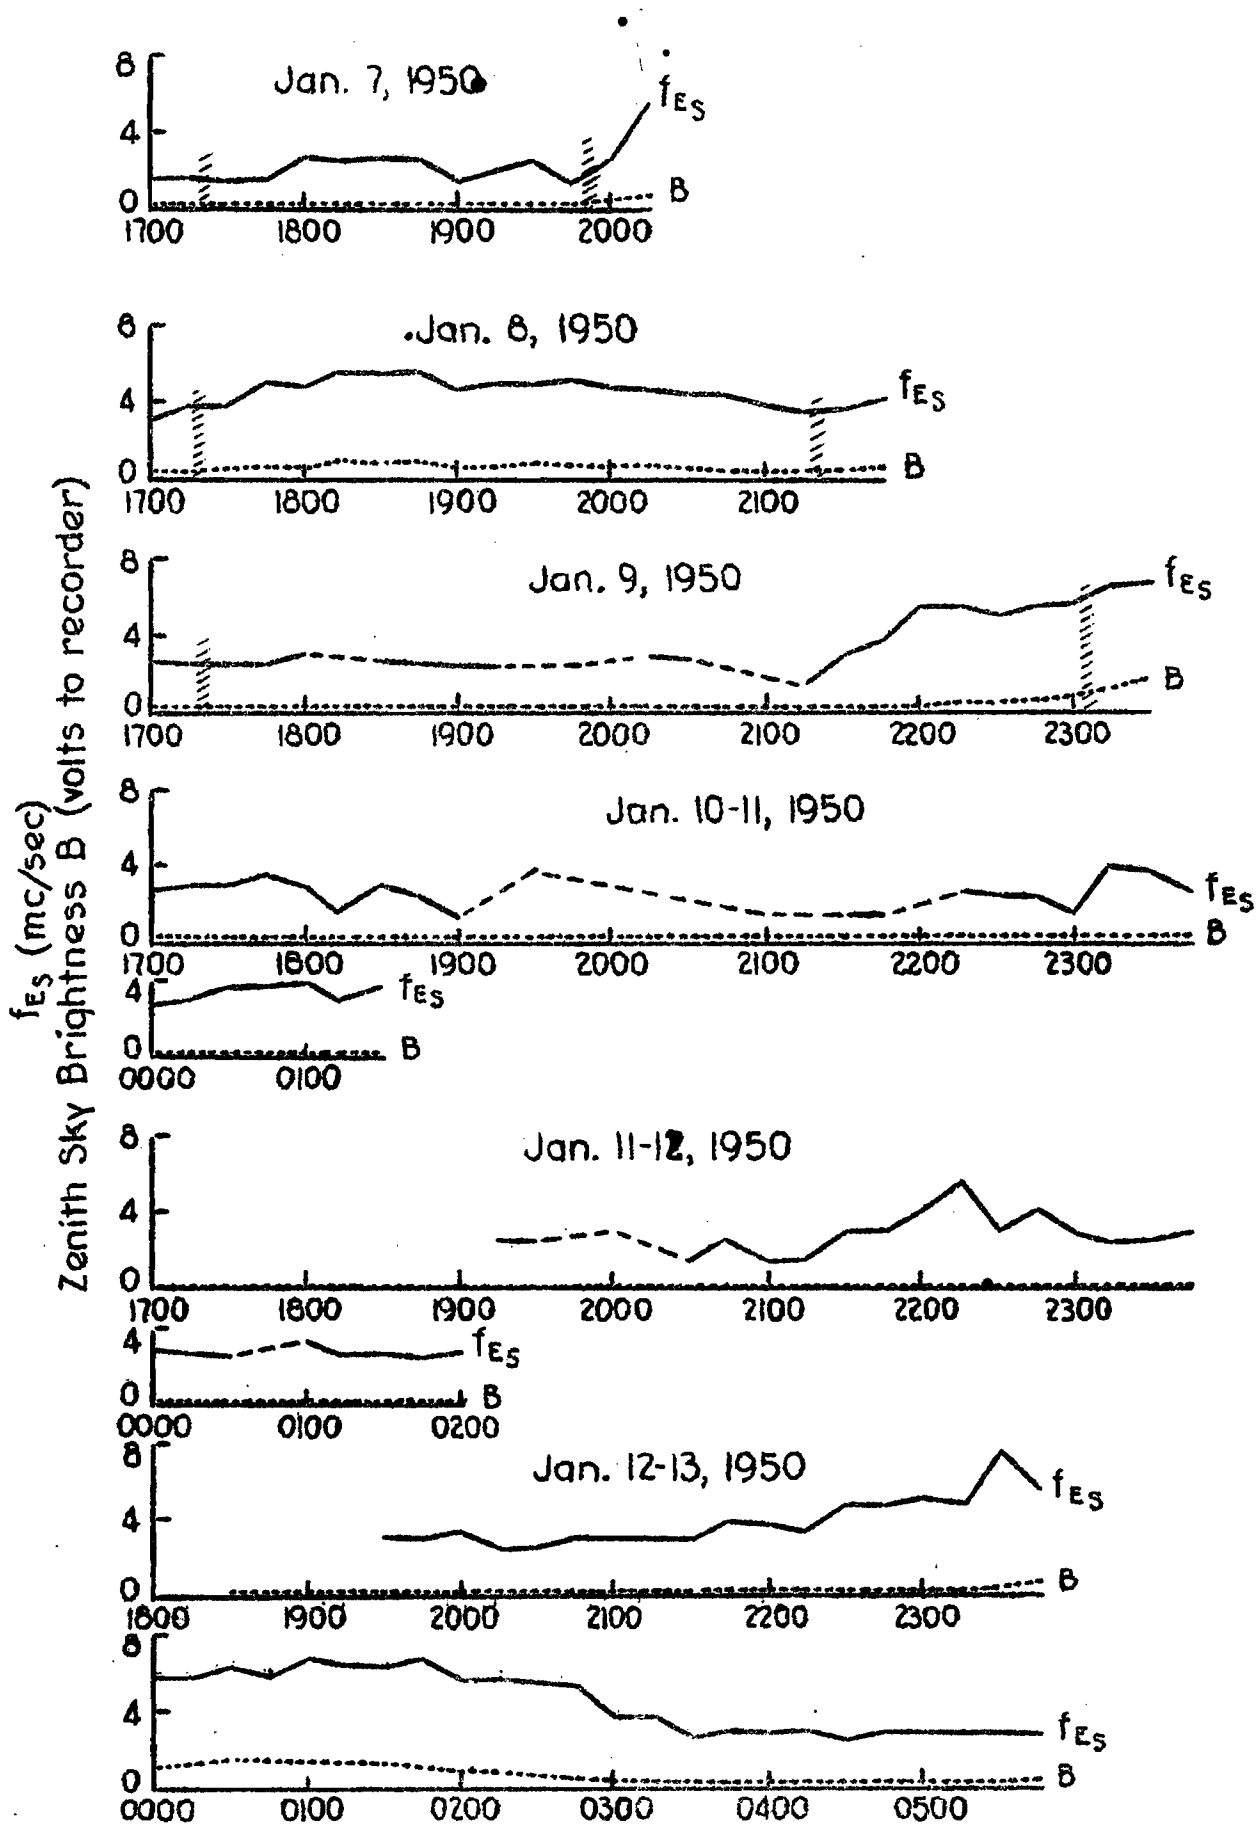 fEs (mc/sec)
Zenith Sky Brightness B (volts to recorder)
Jan. 7, 1950
8
4
0
fEs
B
1700 1800 1900 2000
Jan. 8, 1950
8
4
0
fEs
B
1700 1800 1900 2000 2100
Jan. 9, 1950
8
4
0
fEs
B
1700 1800 1900 2000 2100 2200 2300
Jan. 10-11, 1950
8
4
0
fEs
B
1700 1800 1900 2000 2100 2200 2300
4
0
fEs
B
0000 0100
Jan. 11-12, 1950
8
4
0
1700 1800 1900 2000 2100 2200 2300
4
0
fEs
B
0000 0100 0200
Jan. 12-13, 1950
8
4
0
fEs
B
1800 1900 2000 2100 2200 2300
8
4
0
fEs
B
0000 0100 0200 0300 0400 0500